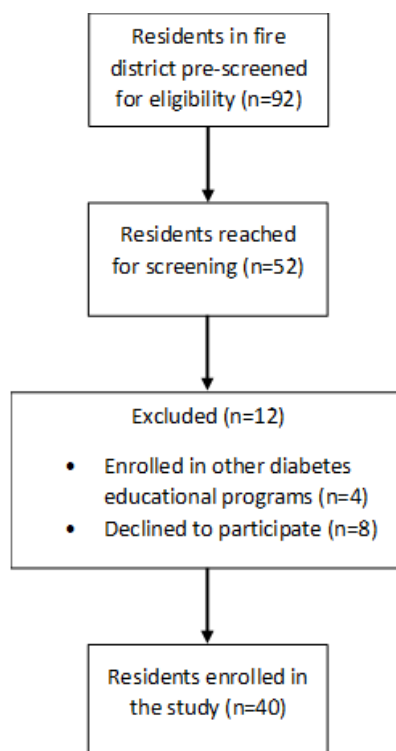 Residents in fire
district pre-screened
for eligibility (n=92)
Residents reached
for screening (n=52)
Excluded (n=12)
• Enrolled in other diabetes
educational programs (n=4)
• Declined to participate (n=8)
Residents enrolled in
the study (n=40)